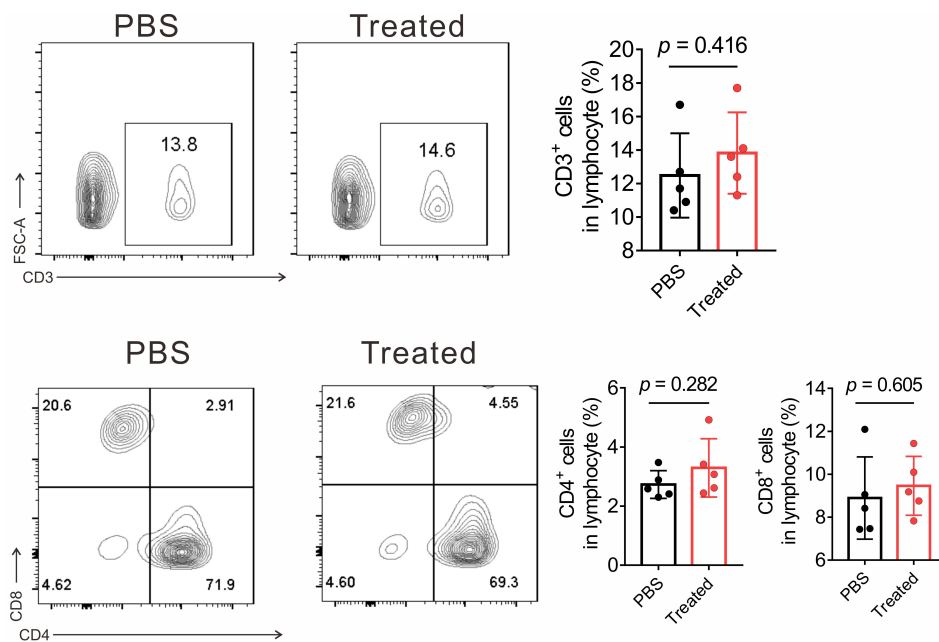 PBS
Treated
13.8
14.6
FSC-A
CD3
CD3+ cells
in lymphocyte (%)
20
18
16
14
12
10
8
p = 0.416
PBS
Treated
PBS
Treated
20.6
2.91
4.62
71.9
21.6
4.55
4.60
69.3
CD8
CD4
CD4+ cells
in lymphocyte (%)
6
4
2
0
p = 0.282
PBS
Treated
CD8+ cells
in lymphocyte (%)
14
12
10
8
6
p = 0.605
PBS
Treated